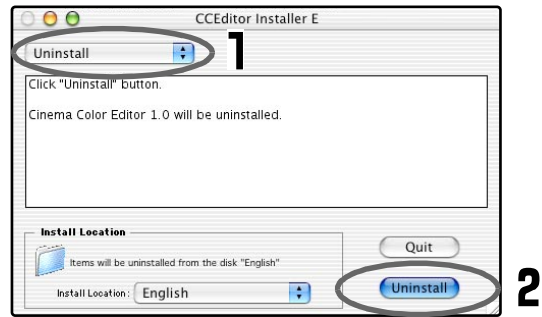 CCEditor Installer E
Uninstall
1
Click "Uninstall" button.
Cinema Color Editor 1.0 will be uninstalled.
Install Location
Items will be uninstalled from the disk "English"
Install Location: English
Quit
Uninstall
2